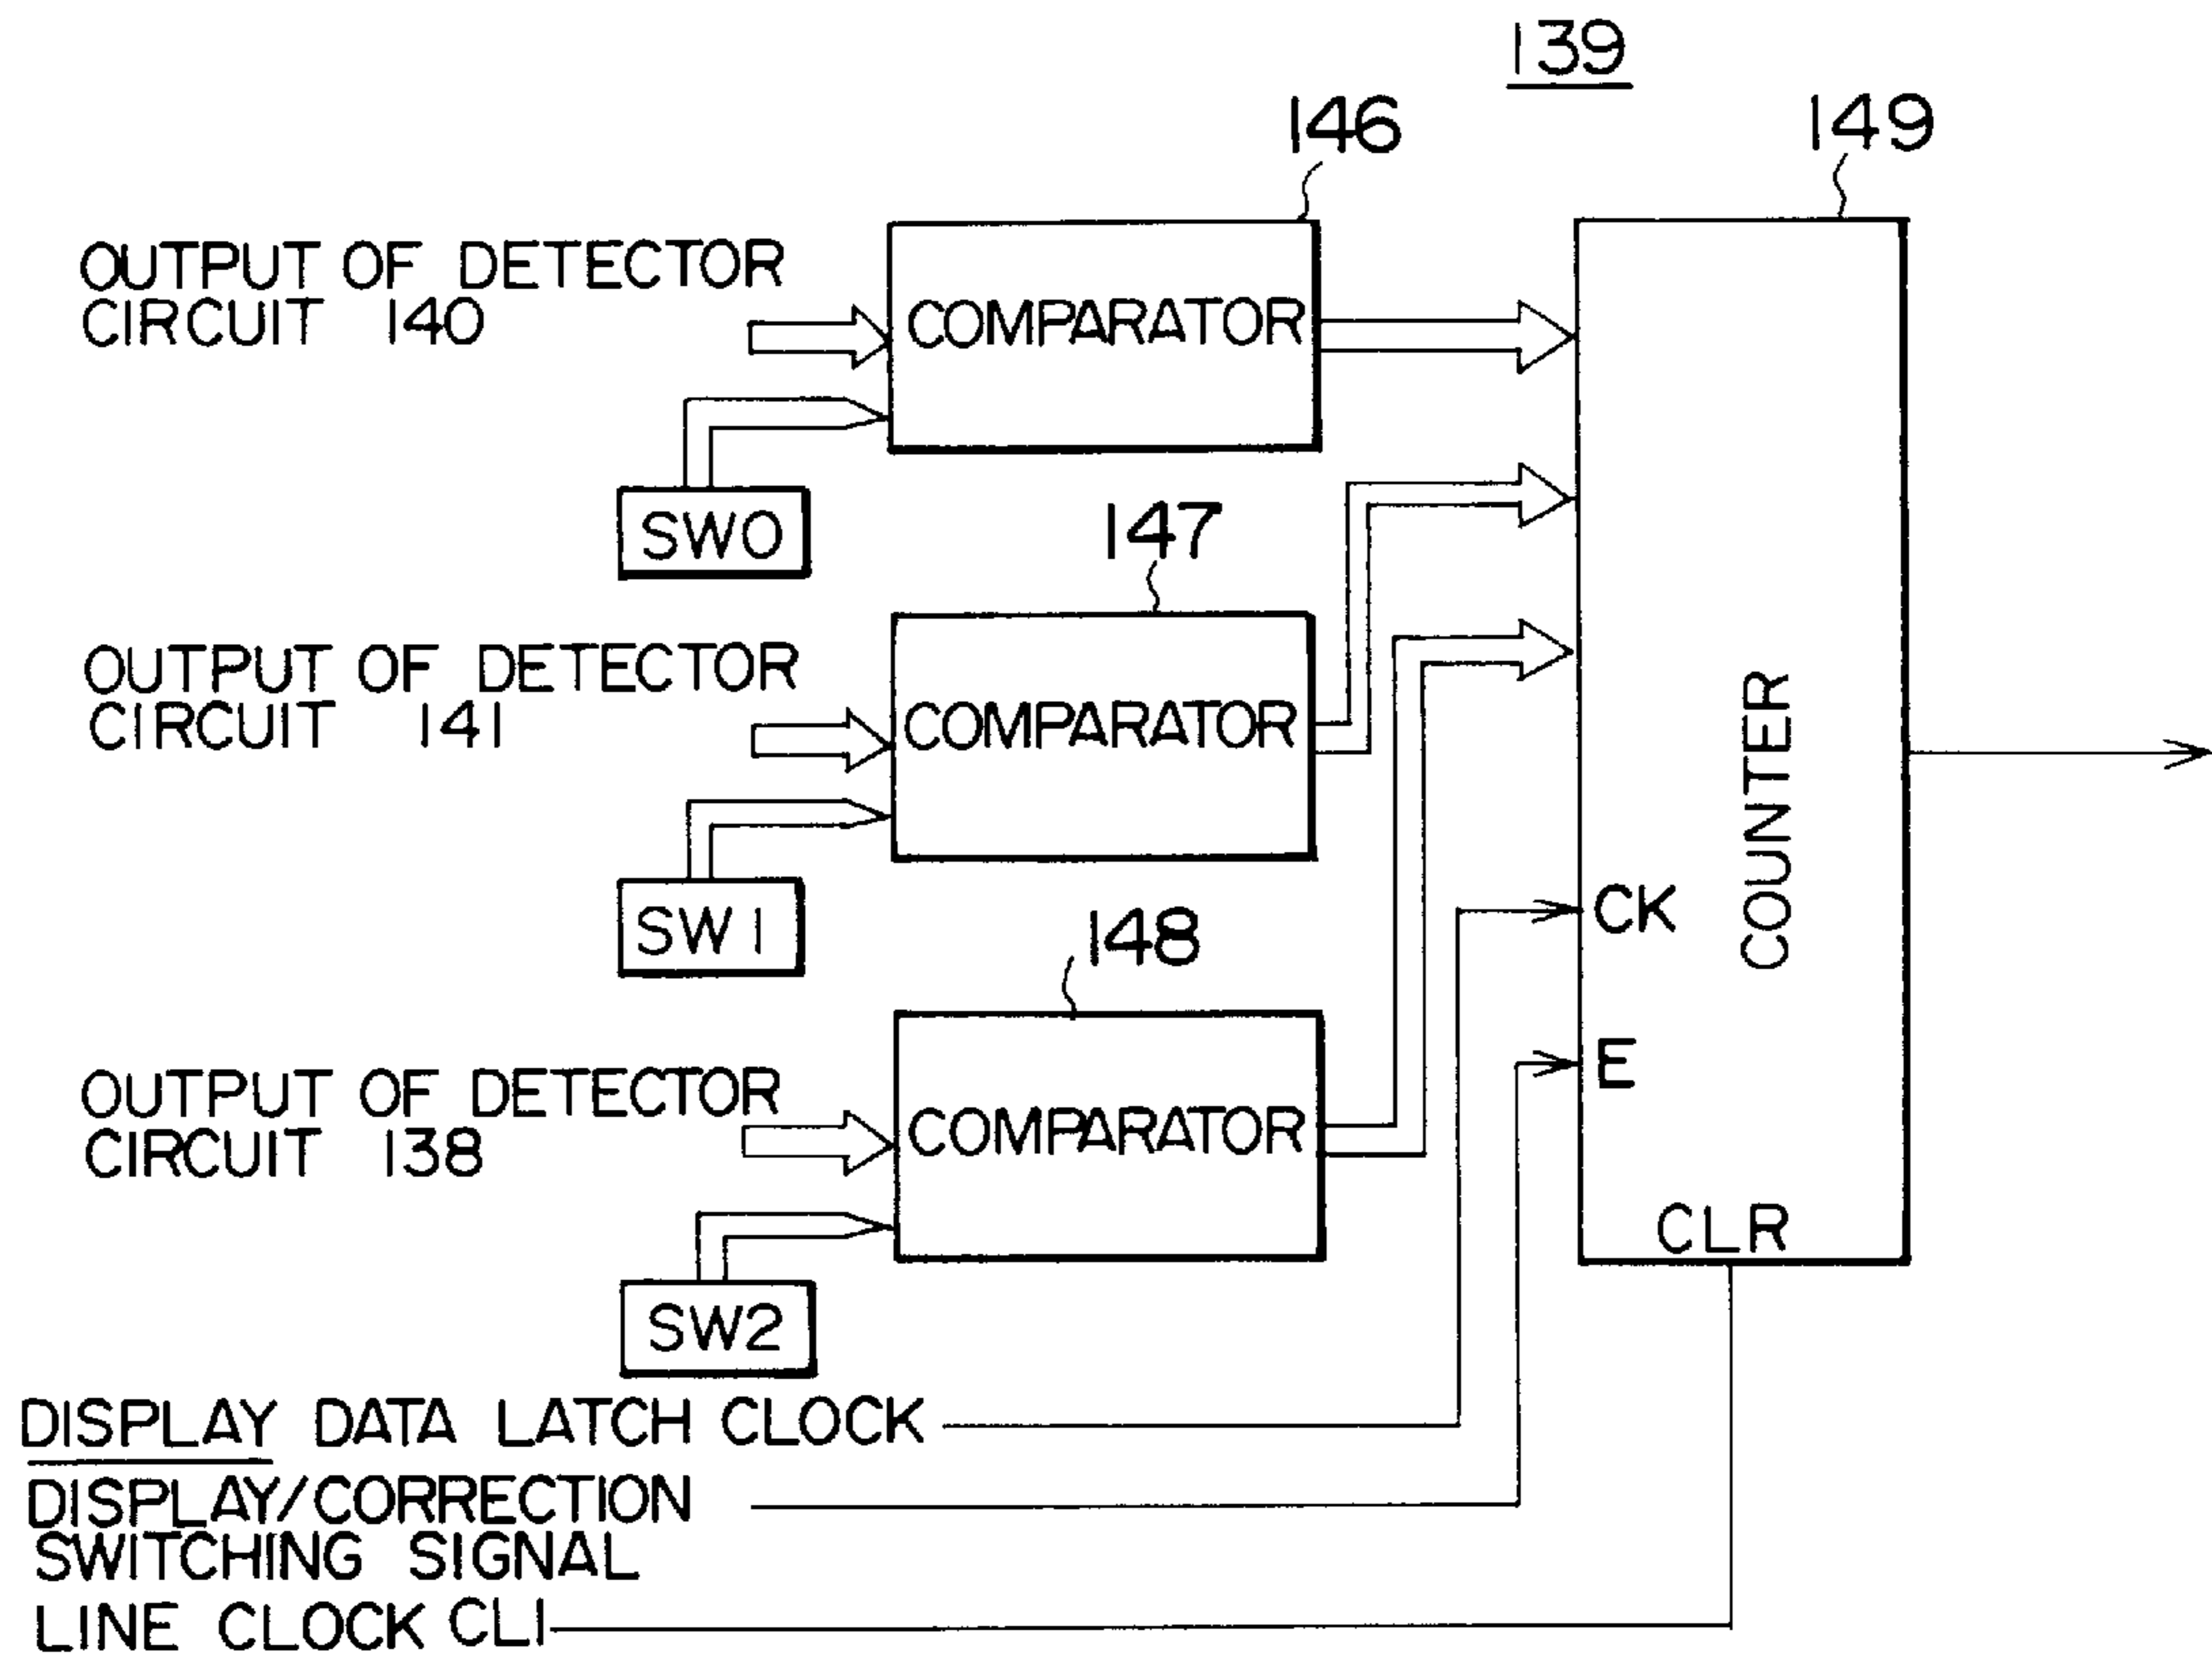 139
146
149
OUTPUT OF DETECTOR
CIRCUIT 140
COMPARATOR
SW0
147
OUTPUT OF DETECTOR
CIRCUIT 141
COMPARATOR
SW1
COUNTER
CK
148
E
OUTPUT OF DETECTOR
CIRCUIT 138
COMPARATOR
CLR
SW2
DISPLAY DATA LATCH CLOCK
DISPLAY/CORRECTION
SWITCHING SIGNAL
LINE CLOCK CL1